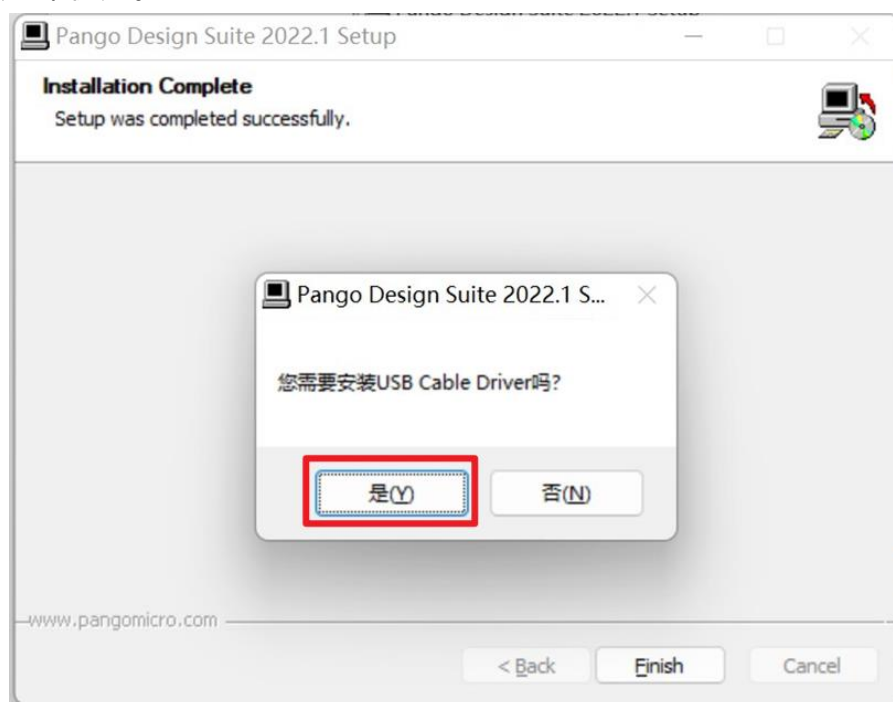 Pango Design Suite 2022.1 Setup
Installation Complete
Setup was completed successfully.
Pango Design Suite 2022.1 S...
您需要安装USB Cable Driver吗?
是(Y)
否(N)
www.pangomicro.com
< Back
Finish
Cancel